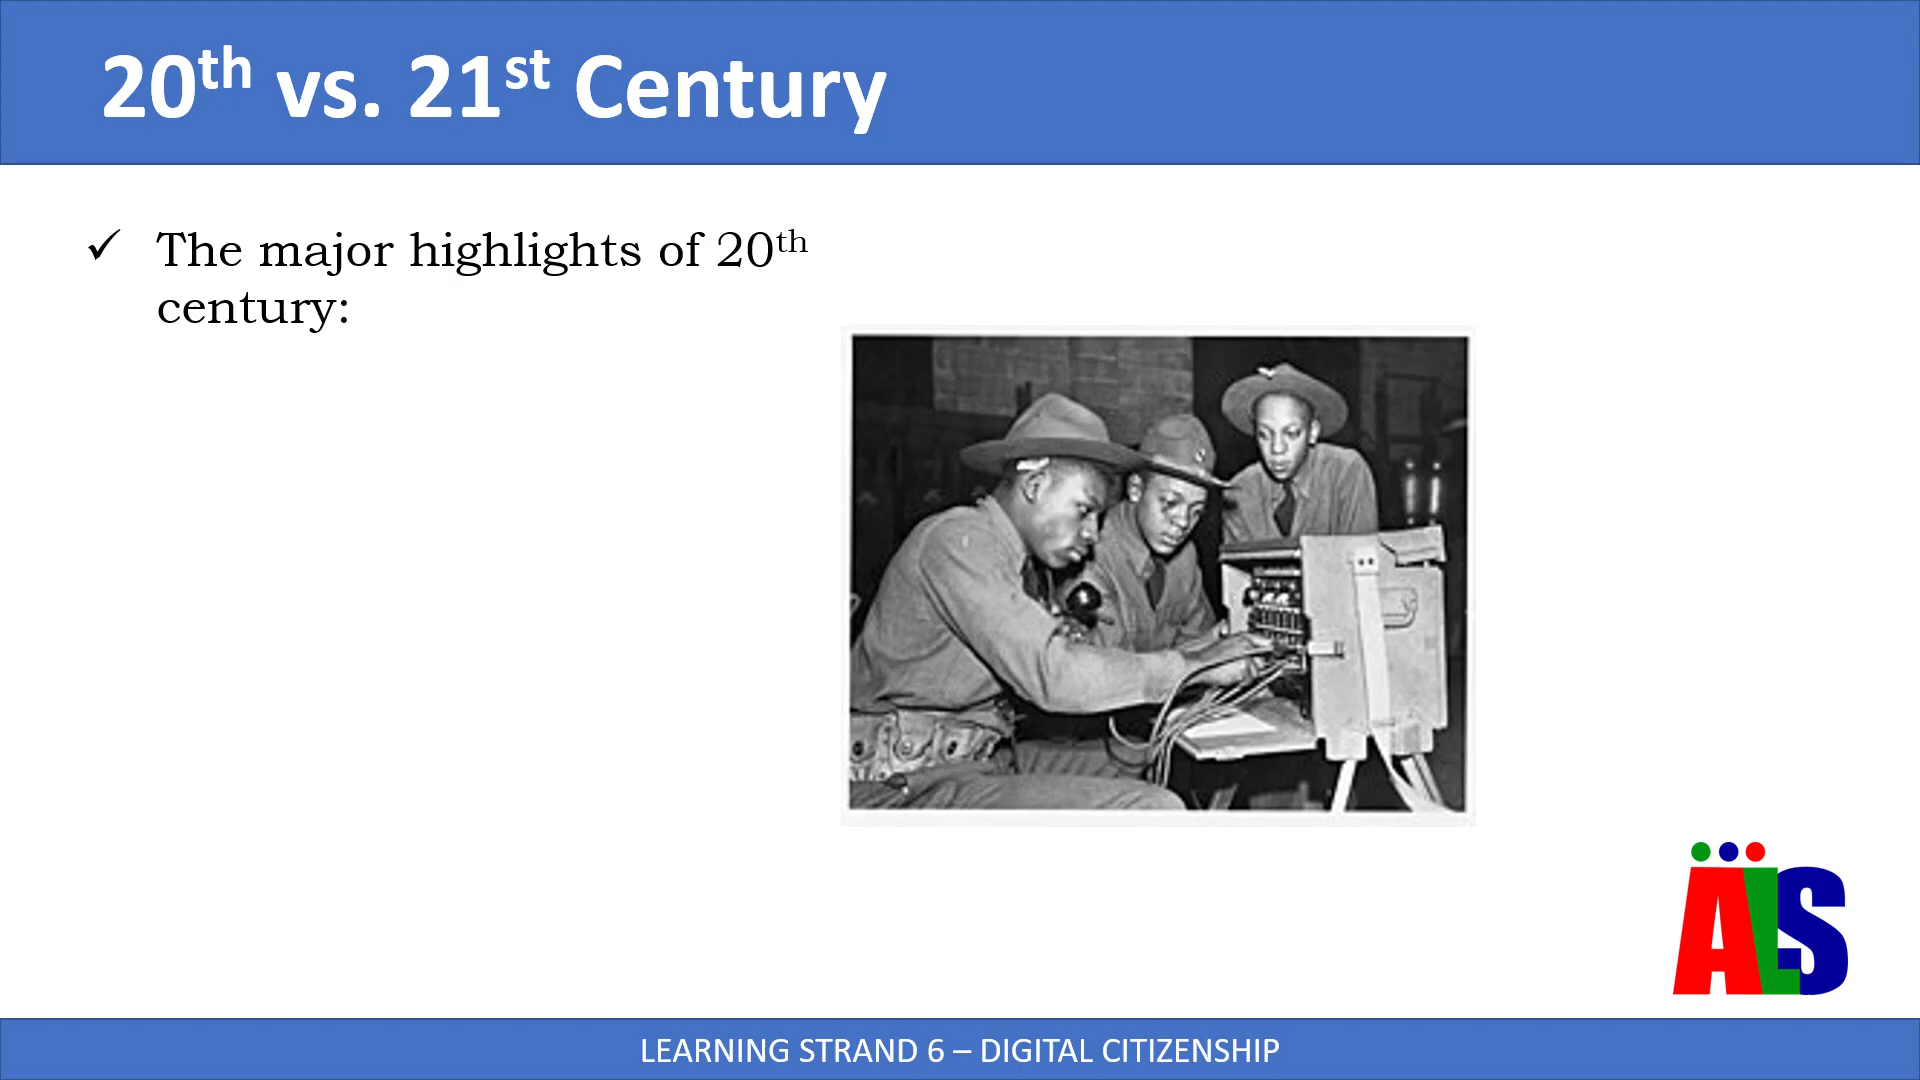 20th vs. 21st Century
✓ The major highlights of 20th
century:
ALS
LEARNING STRAND 6 – DIGITAL CITIZENSHIP